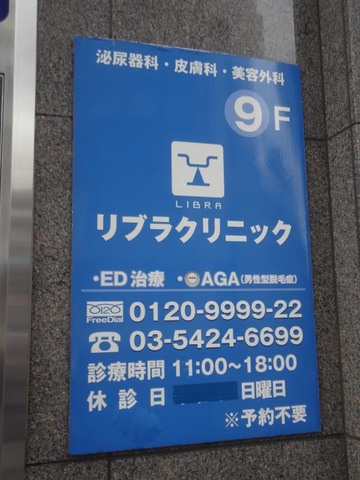 泌尿器科・皮膚科・美容外科
9F
LIBRA
リブラクリニック
・ED治療 ・AGA(男性型脱毛症)
0120 FreeDial 0120-9999-22
☎ 03-5424-6699
診療時間 11:00～18:00
休診日 日曜日
※予約不要